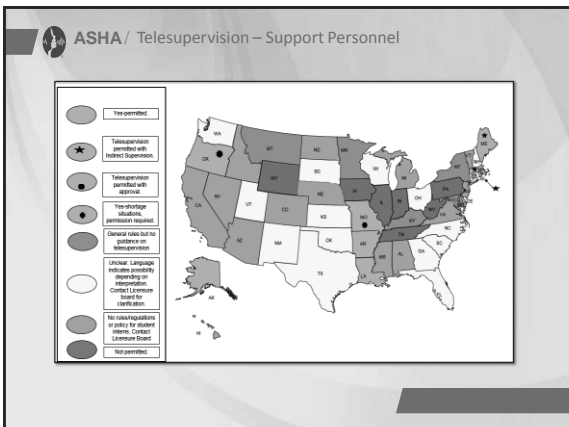 ASHA / Telesupervision – Support Personnel
Yes-permitted.
Telesupervision
permitted with
Indirect Supervision.
Telesupervision
permitted with
approval.
Yes-shortage
situations,
permission required.
General rules but no
guidance on
telesupervision
Unclear. Language
indicates possibility
depending on
interpretation.
Contact Licensure
board for
clarification.
No rules/regulations
or policy for student
interns. Contact
Licensure Board
Not permitted.
WA
MT
ND
MN
ME
OR
SD
WI
MI
NY
VT
NH
WY
IA
NE
PA
NV
UT
CO
IL
IN
OH
WV
VA
DE
CA
KS
MO
KY
NC
TN
AZ
NM
OK
AR
SC
MS
AL
GA
TX
LA
AK
HI